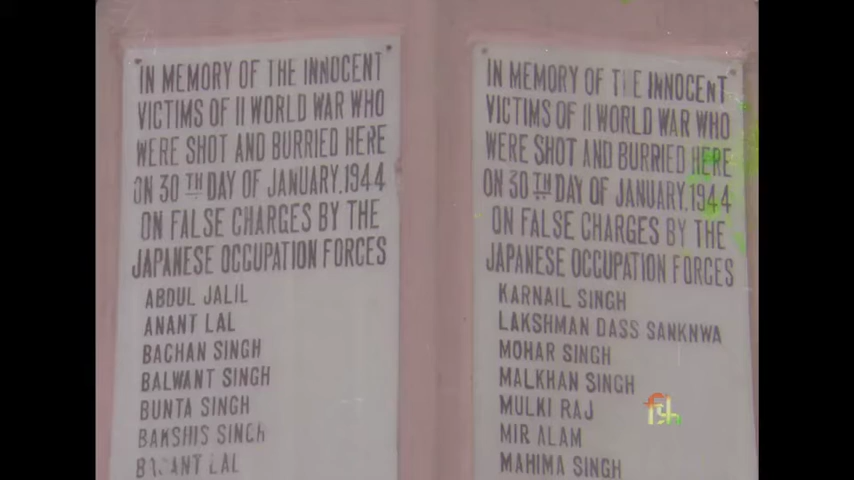 IN MEMORY OF THE INNOCENT
VICTIMS OF II WORLD WAR WHO
WERE SHOT AND BURRIED HERE
ON 30 TH DAY OF JANUARY.1944
ON FALSE CHARGES BY THE
JAPANESE OCCUPATION FORCES
ABDUL JALIL
ANANT LAL
BACHAN SINGH
BALWANT SINGH
BUNTA SINGH
BAKSHIS SINGH
LAL
IN MEMORY OF THE INNOCENT
VICTIMS OF II WORLD WAR WHO
WERE SHOT AND BURRIED HERE
ON 30 TH DAY OF JANUARY.1944
ON FALSE CHARGES BY THE
JAPANESE OCCUPATION FORCES
KARNAIL SINGH
LAKSHMAN DASS SANKNWA
MOHAR SINGH
MALKHAN SINGH
MULKI RAJ
MIR ALAM
MAHIMA SINGH